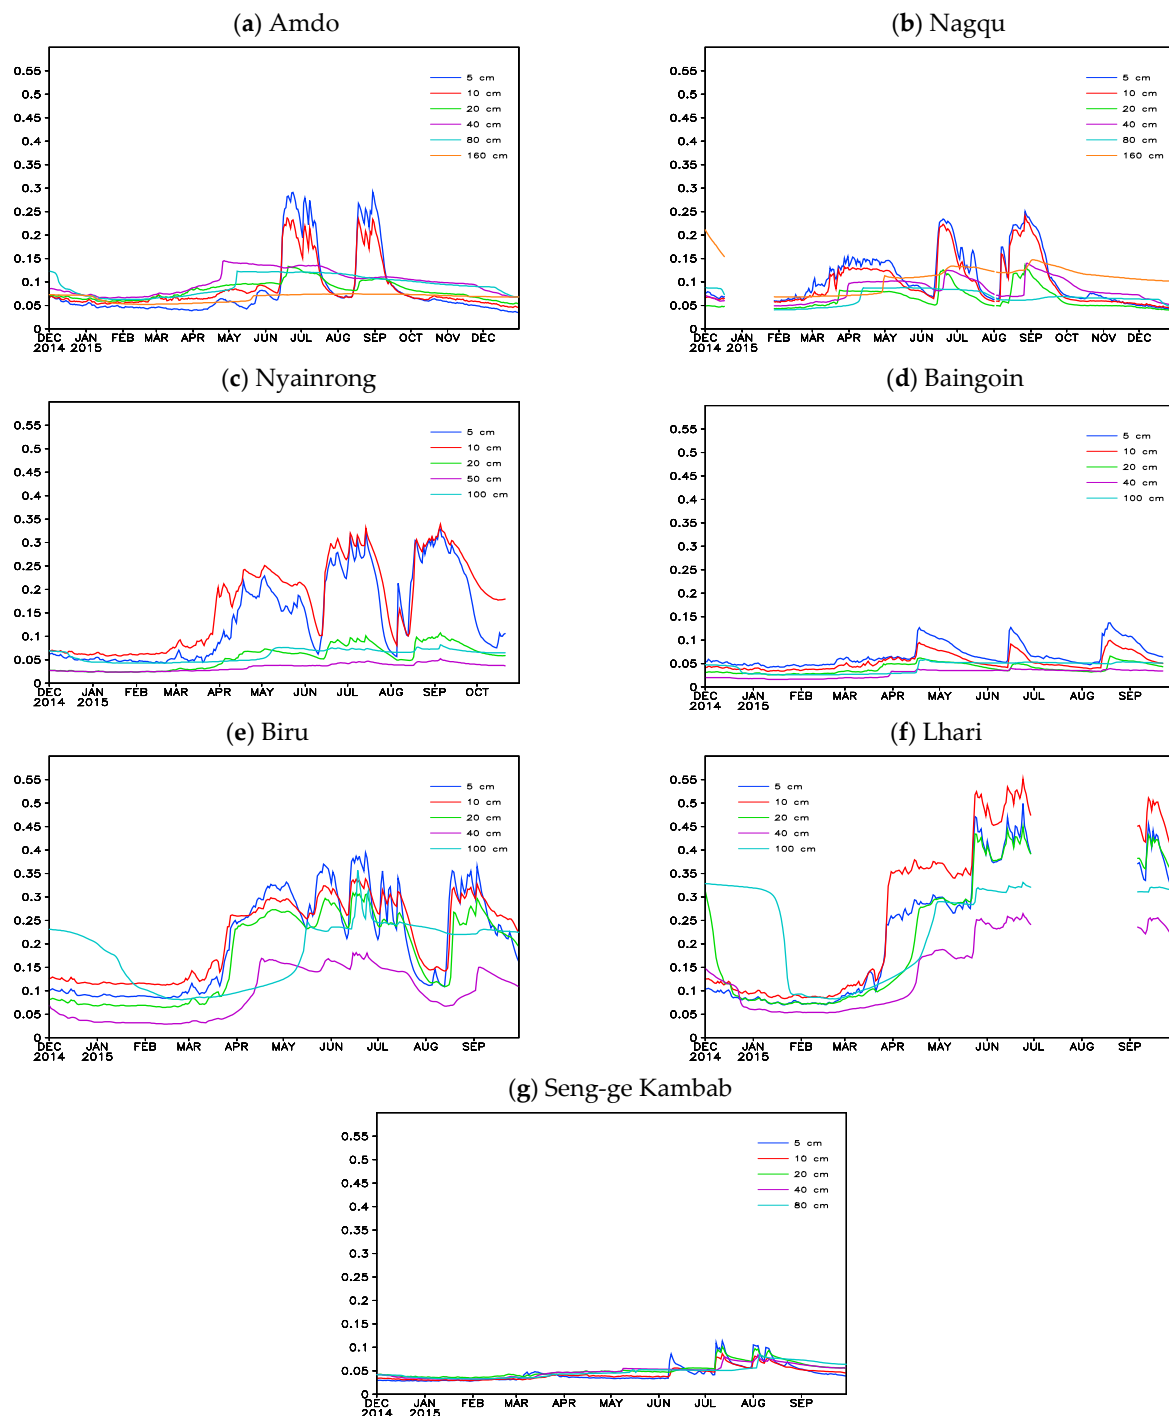 (a) Amdo
(b) Nagqu
0.55
0.5
0.45
0.4
0.35
0.3
0.25
0.2
0.15
0.1
0.05
0
5 cm
10 cm
20 cm
40 cm
80 cm
160 cm
DEC JAN FEB MAR APR MAY JUN JUL AUG SEP OCT NOV DEC
2014 2015
0.55
0.5
0.45
0.4
0.35
0.3
0.25
0.2
0.15
0.1
0.05
0
5 cm
10 cm
20 cm
40 cm
80 cm
160 cm
DEC JAN FEB MAR APR MAY JUN JUL AUG SEP OCT NOV DEC
2014 2015
(c) Nyainrong
(d) Baingoin
0.55
0.5
0.45
0.4
0.35
0.3
0.25
0.2
0.15
0.1
0.05
0
5 cm
10 cm
20 cm
50 cm
100 cm
DEC JAN FEB MAR APR MAY JUN JUL AUG SEP OCT
2014 2015
0.55
0.5
0.45
0.4
0.35
0.3
0.25
0.2
0.15
0.1
0.05
0
5 cm
10 cm
20 cm
40 cm
100 cm
DEC JAN FEB MAR APR MAY JUN JUL AUG SEP
2014 2015
(e) Biru
(f) Lhari
0.55
0.5
0.45
0.4
0.35
0.3
0.25
0.2
0.15
0.1
0.05
0
5 cm
10 cm
20 cm
40 cm
100 cm
DEC JAN FEB MAR APR MAY JUN JUL AUG SEP
2014 2015
0.55
0.5
0.45
0.4
0.35
0.3
0.25
0.2
0.15
0.1
0.05
0
5 cm
10 cm
20 cm
40 cm
100 cm
DEC JAN FEB MAR APR MAY JUN JUL AUG SEP
2014 2015
(g) Seng-ge Kambab
0.55
0.5
0.45
0.4
0.35
0.3
0.25
0.2
0.15
0.1
0.05
0
5 cm
10 cm
20 cm
40 cm
80 cm
DEC JAN FEB MAR APR MAY JUN JUL AUG SEP
2014 2015